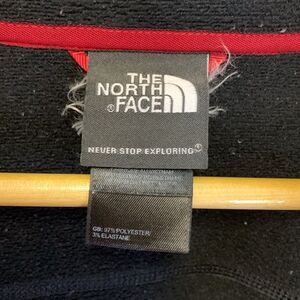 THE
NORTH
FACE®
NEVER STOP EXPLORING®
GB: 97% POLYESTER/
3% ELASTANE